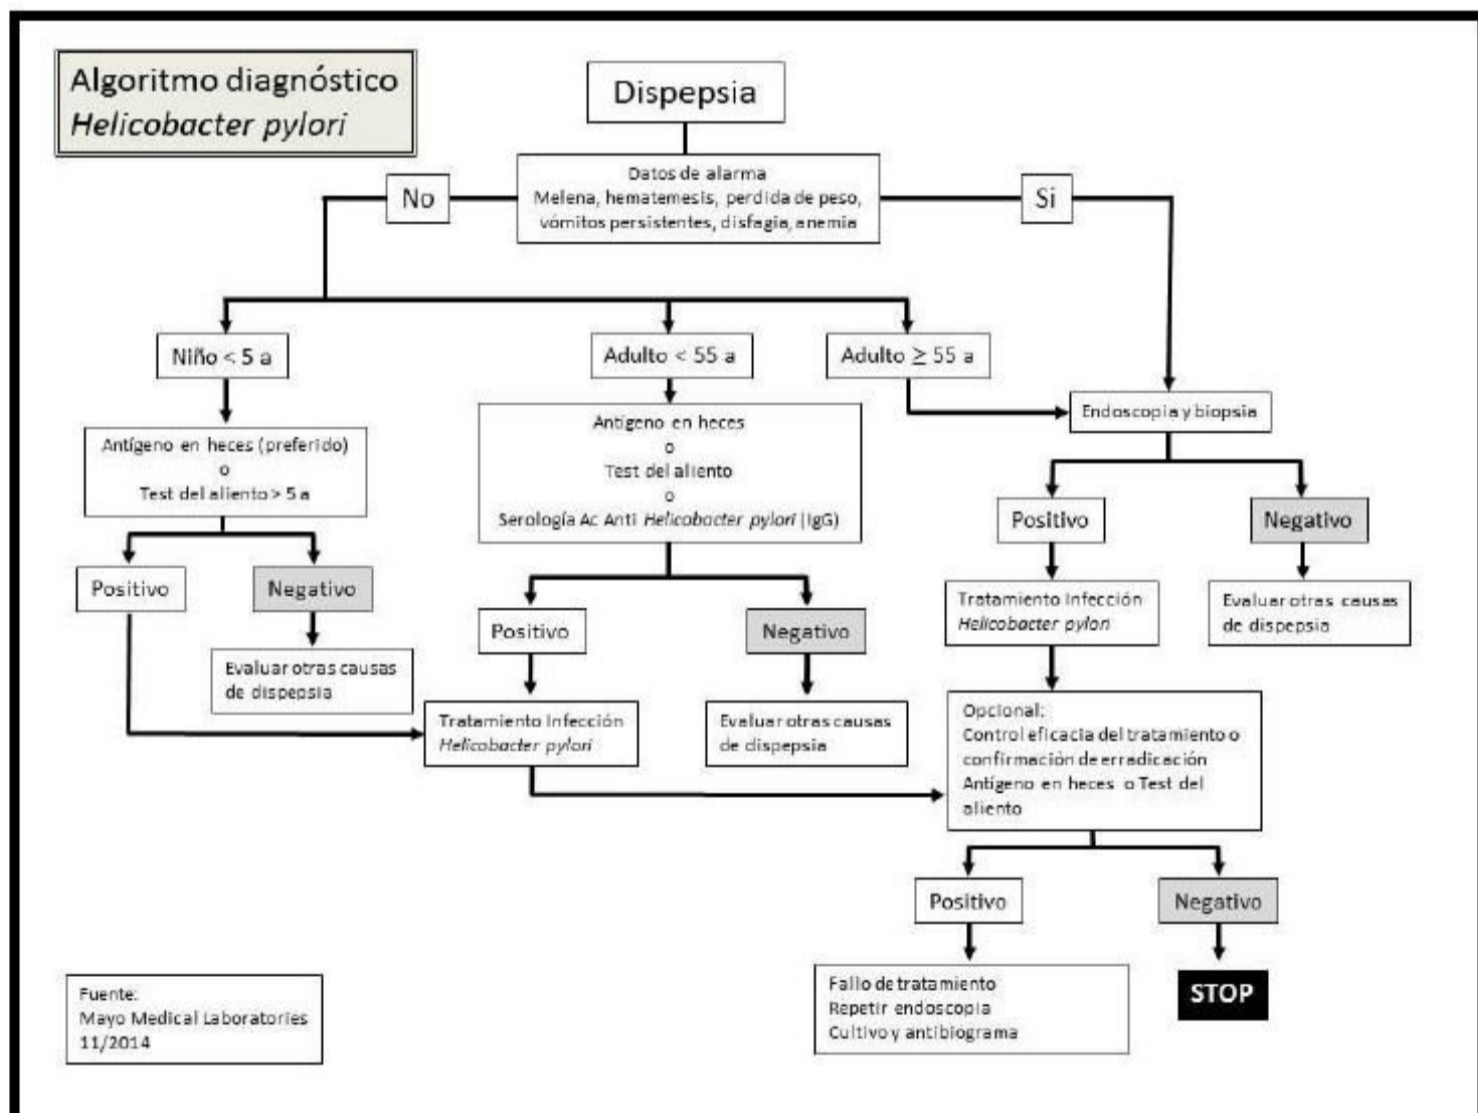 Algoritmo diagnóstico
Helicobacter pylori
Dispepsia
Datos de alarma
Melena, hematemesis, perdida de peso,
vómitos persistentes, disfagia, anemia
No
Si
Niño < 5 a
Adulto < 55 a
Adulto ≥ 55 a
Antígeno en heces (preferido)
o
Test del aliento > 5 a
Antígeno en heces
o
Test del aliento
o
Serología Ac Anti Helicobacter pylori (IgG)
Endoscopia y biopsia
Positivo
Negativo
Evaluar otras causas
de dispepsia
Positivo
Negativo
Tratamiento Infección
Helicobacter pylori
Evaluar otras causas
de dispepsia
Positivo
Negativo
Tratamiento Infección
Helicobacter pylori
Evaluar otras causas
de dispepsia
Opcional:
Control eficacia del tratamiento o
confirmación de erradicación
Antígeno en heces o Test del
aliento
Positivo
Negativo
Fallo de tratamiento
Repetir endoscopia
Cultivo y antibiograma
STOP
Fuente:
Mayo Medical Laboratories
11/2014